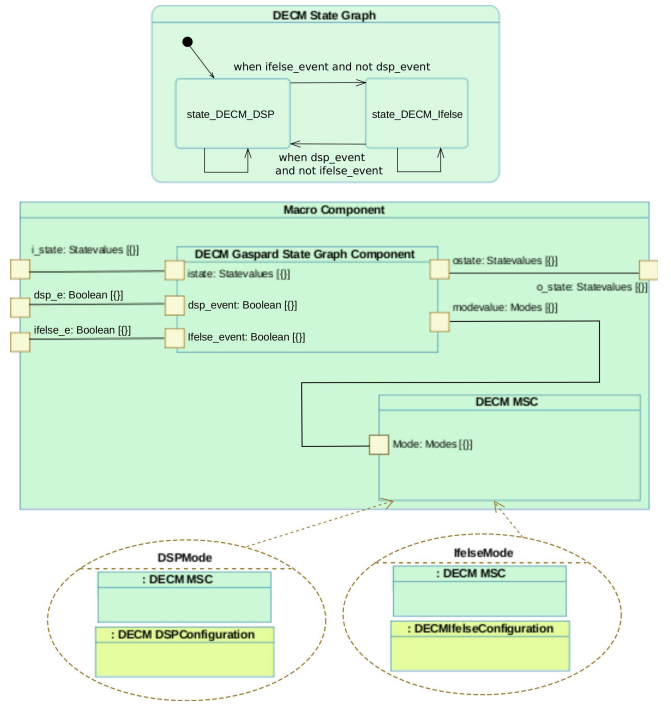 DECM State Graph
when ifelse_event and not dsp_event
state_DECM_DSP
state_DECM_Ifelse
when dsp_event
and not ifelse_event
Macro Component
i_state: Statevalues [{}]
DECM Gaspard State Graph Component
istate: Statevalues [{}]
ostate: Statevalues [{}]
o_state: Statevalues [{}]
dsp_e: Boolean [{}]
dsp_event: Boolean [{}]
modevalue: Modes [{}]
ifelse_e: Boolean [{}]
Ifelse_event: Boolean [{}]
DECM MSC
Mode: Modes [{}]
DSPMode
: DECM MSC
: DECM DSPConfiguration
IfelseMode
: DECM MSC
: DECMIfelseConfiguration